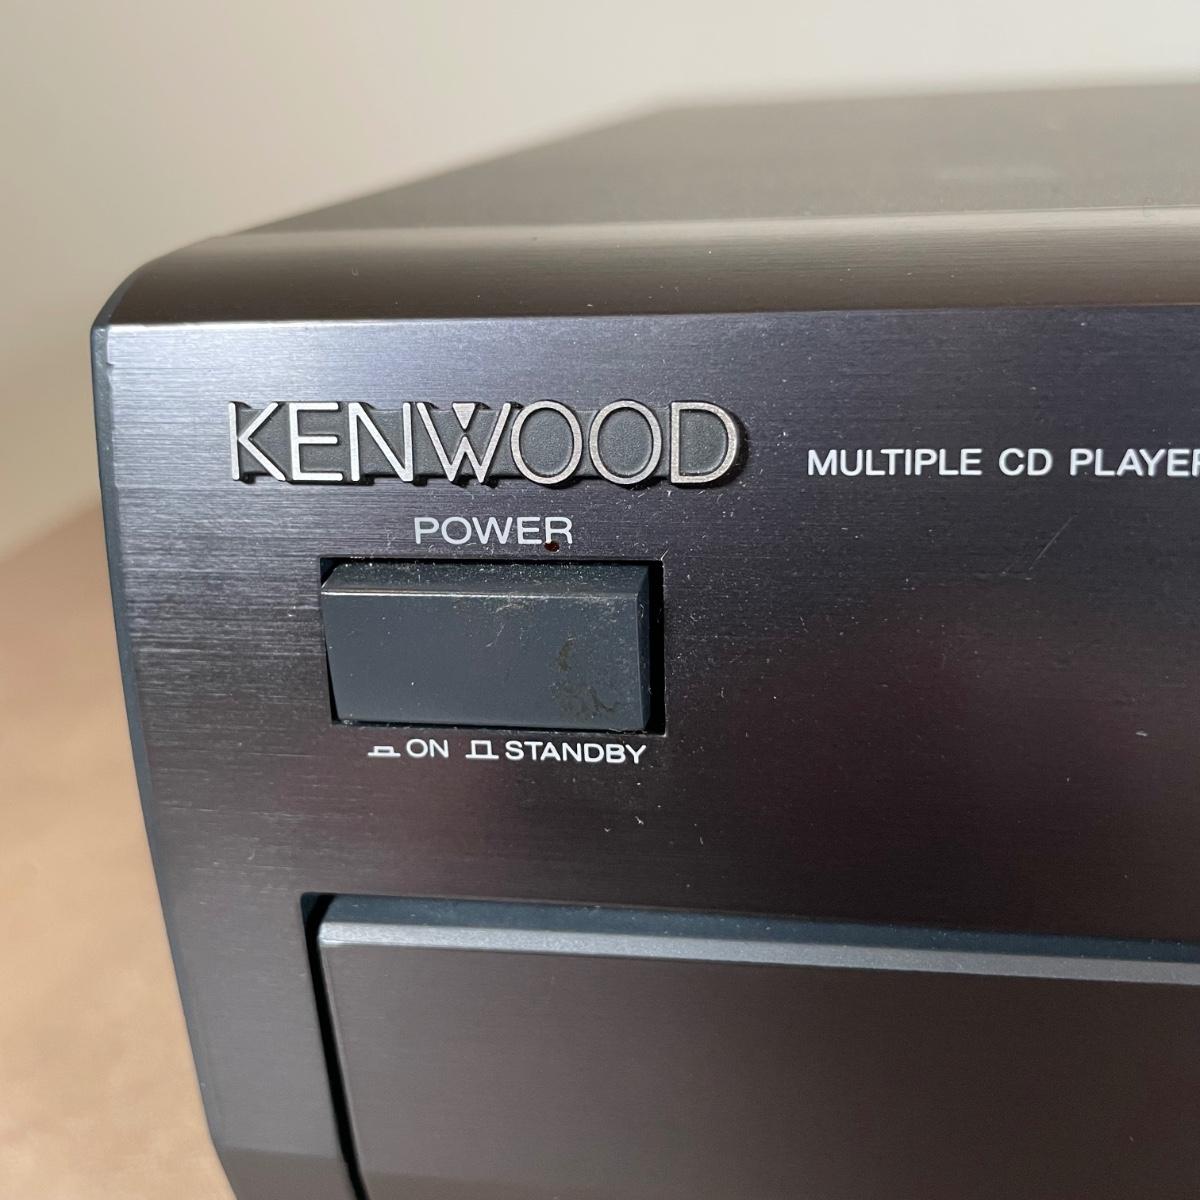 KENWOOD
MULTIPLE CD PLAYER
POWER
ON STANDBY